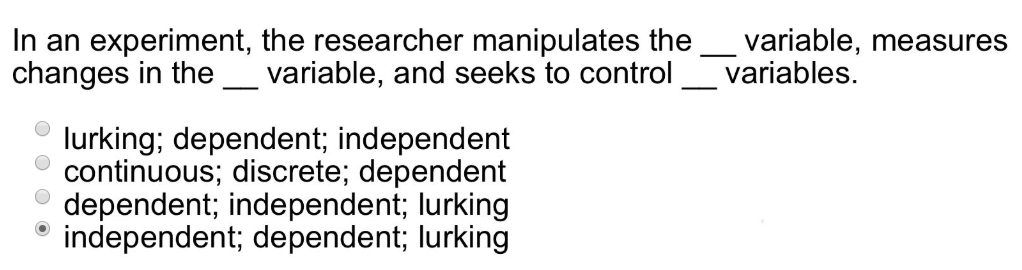 In an experiment, the researcher manipulates the __ variable, measures
changes in the __ variable, and seeks to control __ variables.
lurking; dependent; independent
continuous; discrete; dependent
dependent; independent; lurking
independent; dependent; lurking